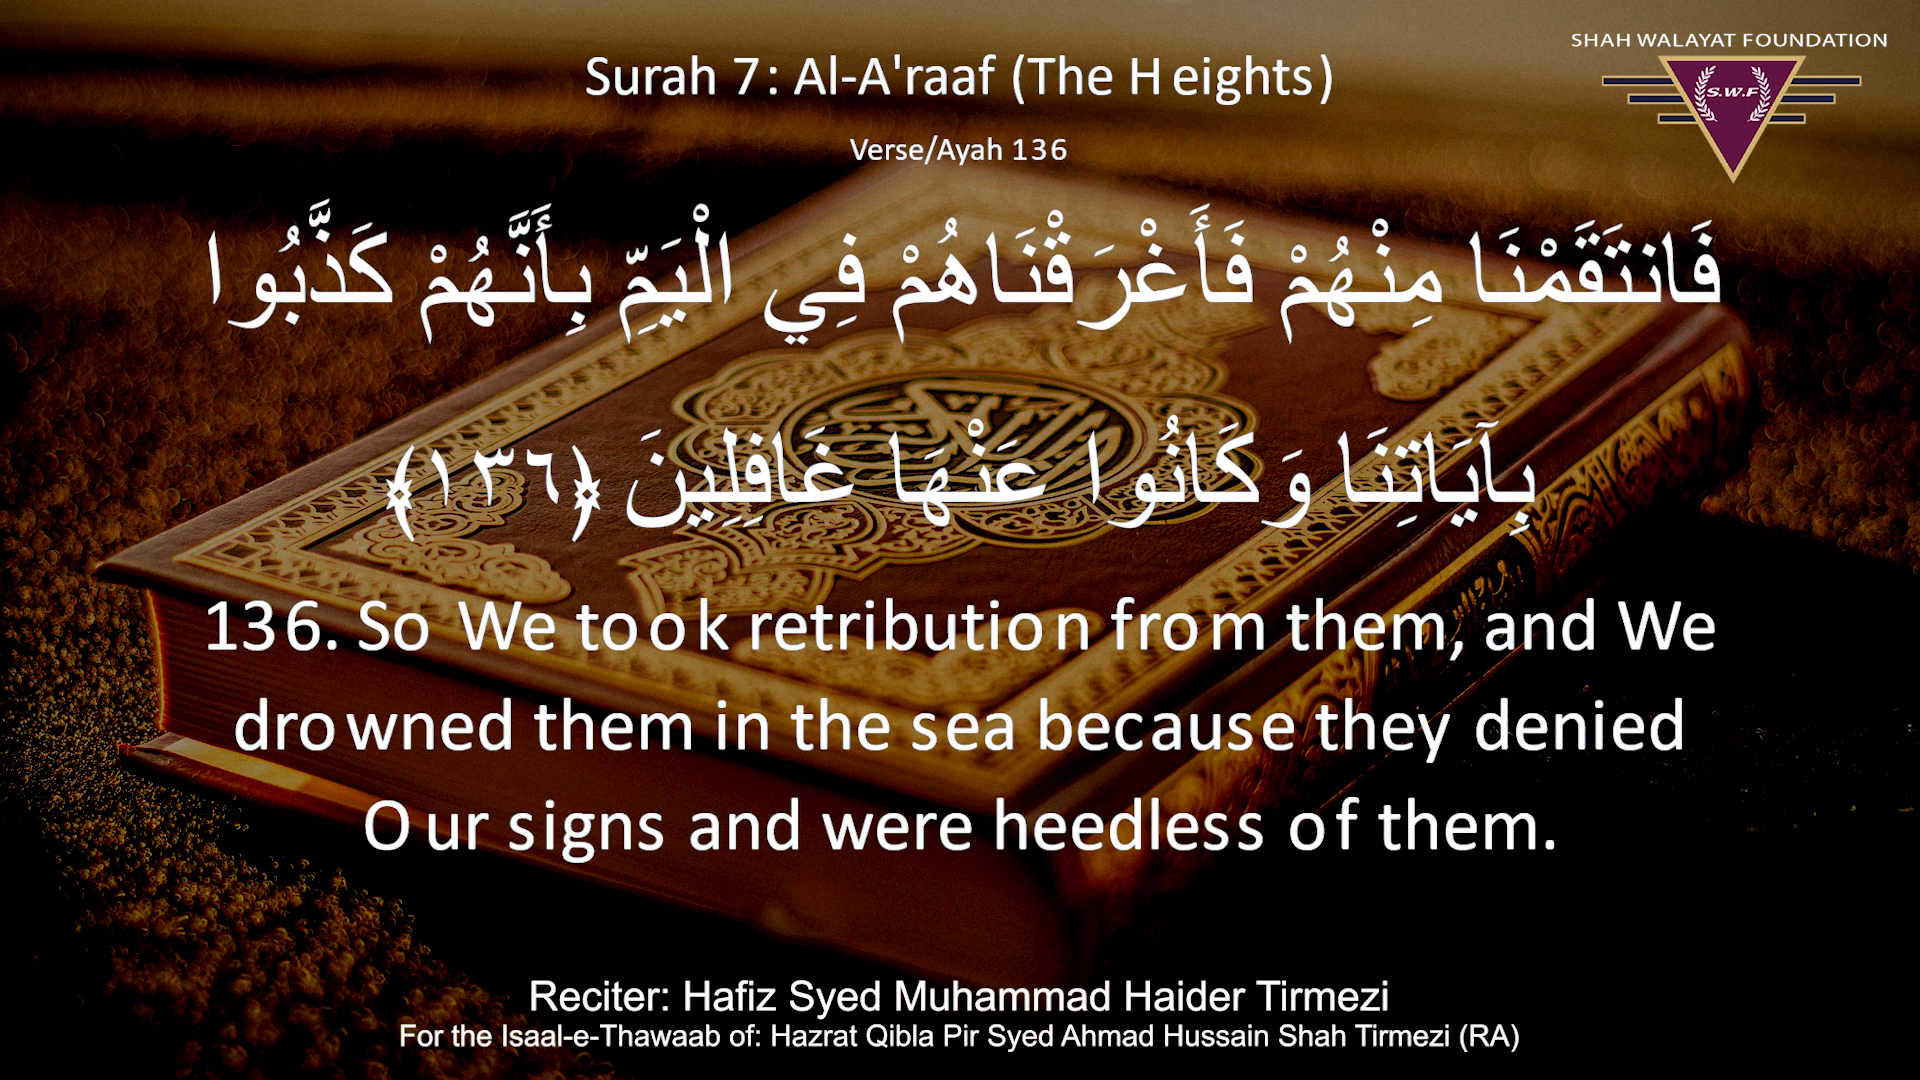 SHAH WALAYAT FOUNDATION
S.W.F
Surah 7: Al-A'raaf (The Heights)
Verse/Ayah 136
فَانتَقَمْنَا مِنْهُمْ فَأَغْرَقْنَاهُمْ فِي الْيَمِّ بِأَنَّهُمْ كَذَّبُوا
بِآيَاتِنَا وَكَانُوا عَنْهَا غَافِلِينَ ﴿١٣٦﴾
136. So We took retribution from them, and We
drowned them in the sea because they denied
Our signs and were heedless of them.
Reciter: Hafiz Syed Muhammad Haider Tirmezi
For the Isaal-e-Thawaab of: Hazrat Qibla Pir Syed Ahmad Hussain Shah Tirmezi (RA)